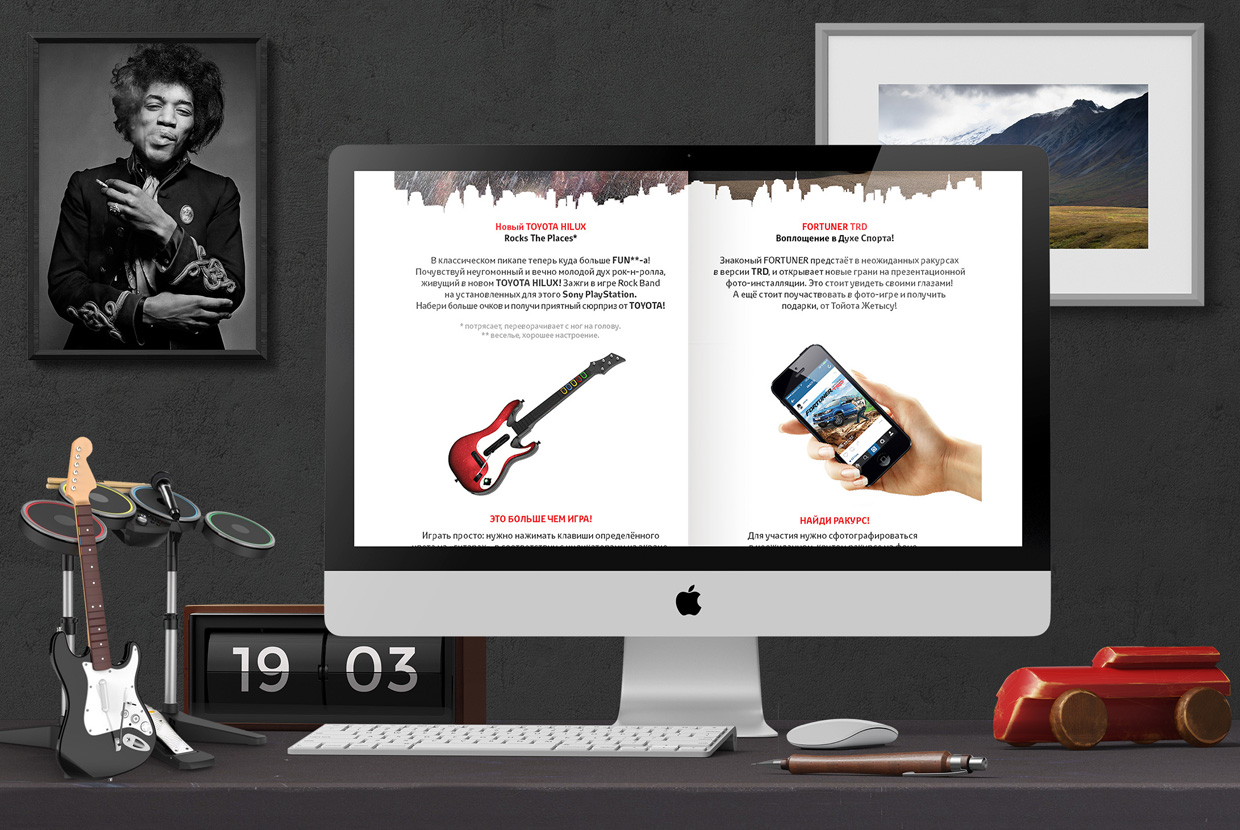 Новый TOYOTA HILUX
Rocks The Places*
В классическом пикапе теперь куда больше FUN**-а!
Почувствуй неугомонный и вечно молодой дух рок-н-ролла,
живущий в новом TOYOTA HILUX! Зажги в игре Rock Band
на установленных для этого Sony PlayStation.
Набери больше очков и получи приятный сюрприз от TOYOTA!
* потрясает, переворачивает с ног на голову.
** веселье, хорошее настроение.
ЭТО БОЛЬШЕ ЧЕМ ИГРА!
Играть просто: нужно нажимать клавиши определённого
FORTUNER TRD
Воплощение в Духе Спорта!
Знакомый FORTUNER предстаёт в неожиданных ракурсах
в версии TRD, и открывает новые грани на презентационной
фото-инсталляции. Это стоит увидеть своими глазами!
А ещё стоит поучаствовать в фото-игре и получить
подарки, от Тойота Жетысу!
FORTUNER
НАЙДИ РАКУРС!
Для участия нужно сфотографироваться
19 03